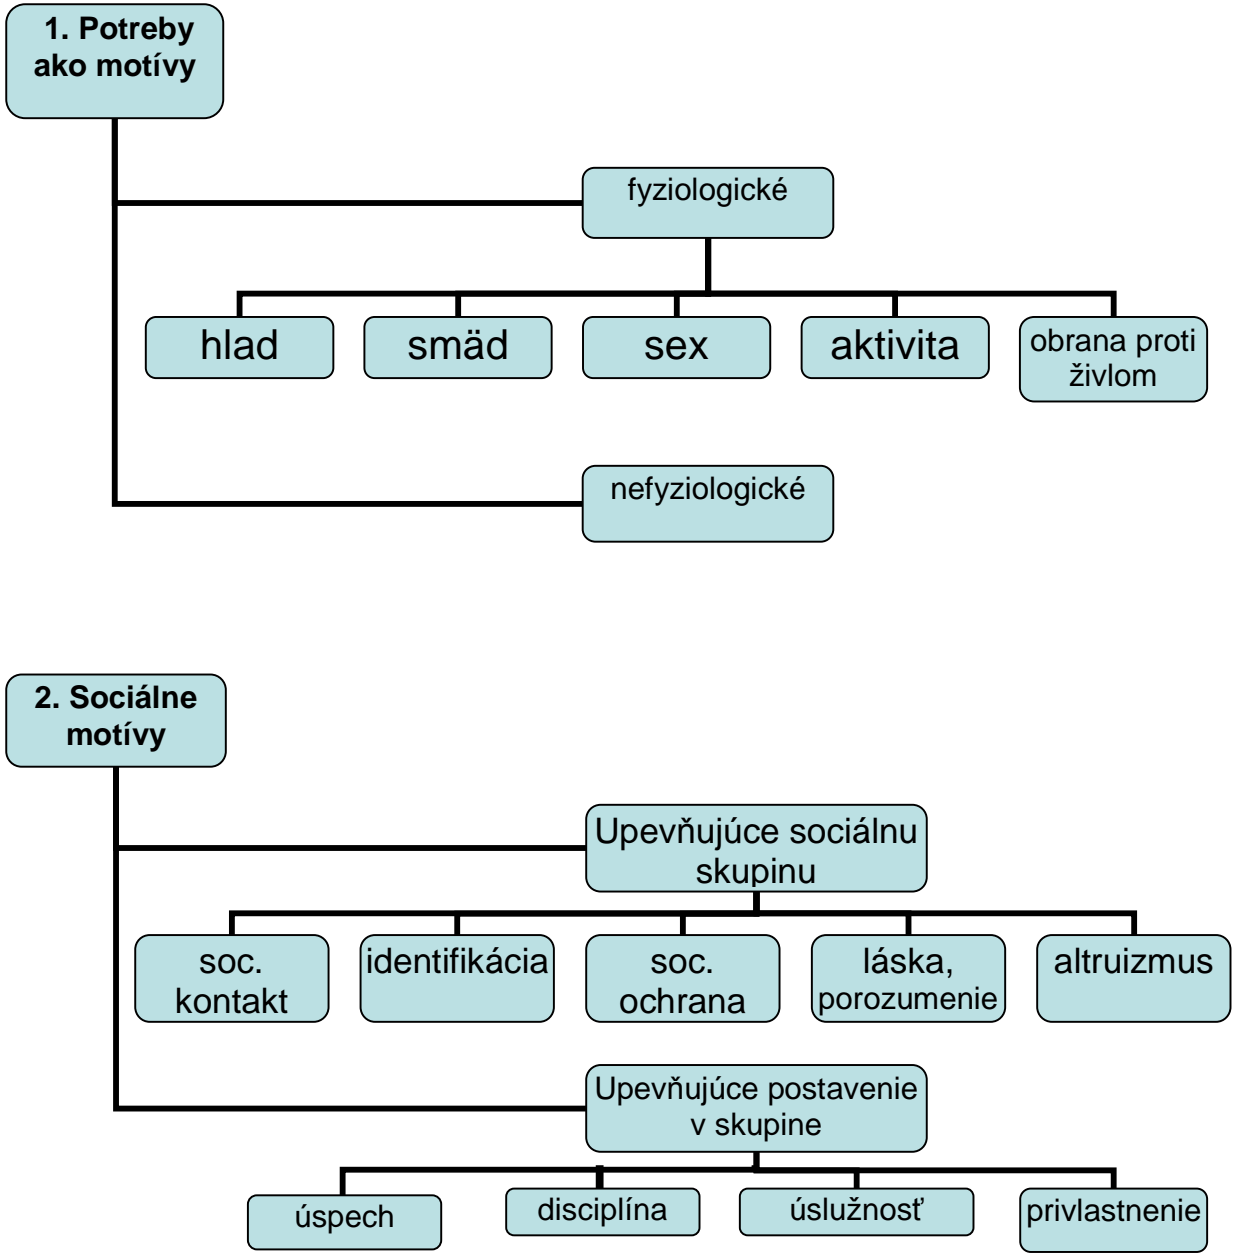 1. Potreby
ako motívy
fyziologické
hlad
smäd
sex
aktivita
obrana proti
živlom
nefyziologické
2. Sociálne
motívy
Upevňujúce sociálnu
skupinu
soc.
kontakt
identifikácia
soc.
ochrana
láska,
porozumenie
altruizmus
Upevňujúce postavenie
v skupine
úspech
disciplína
úslužnosť
privlastnenie